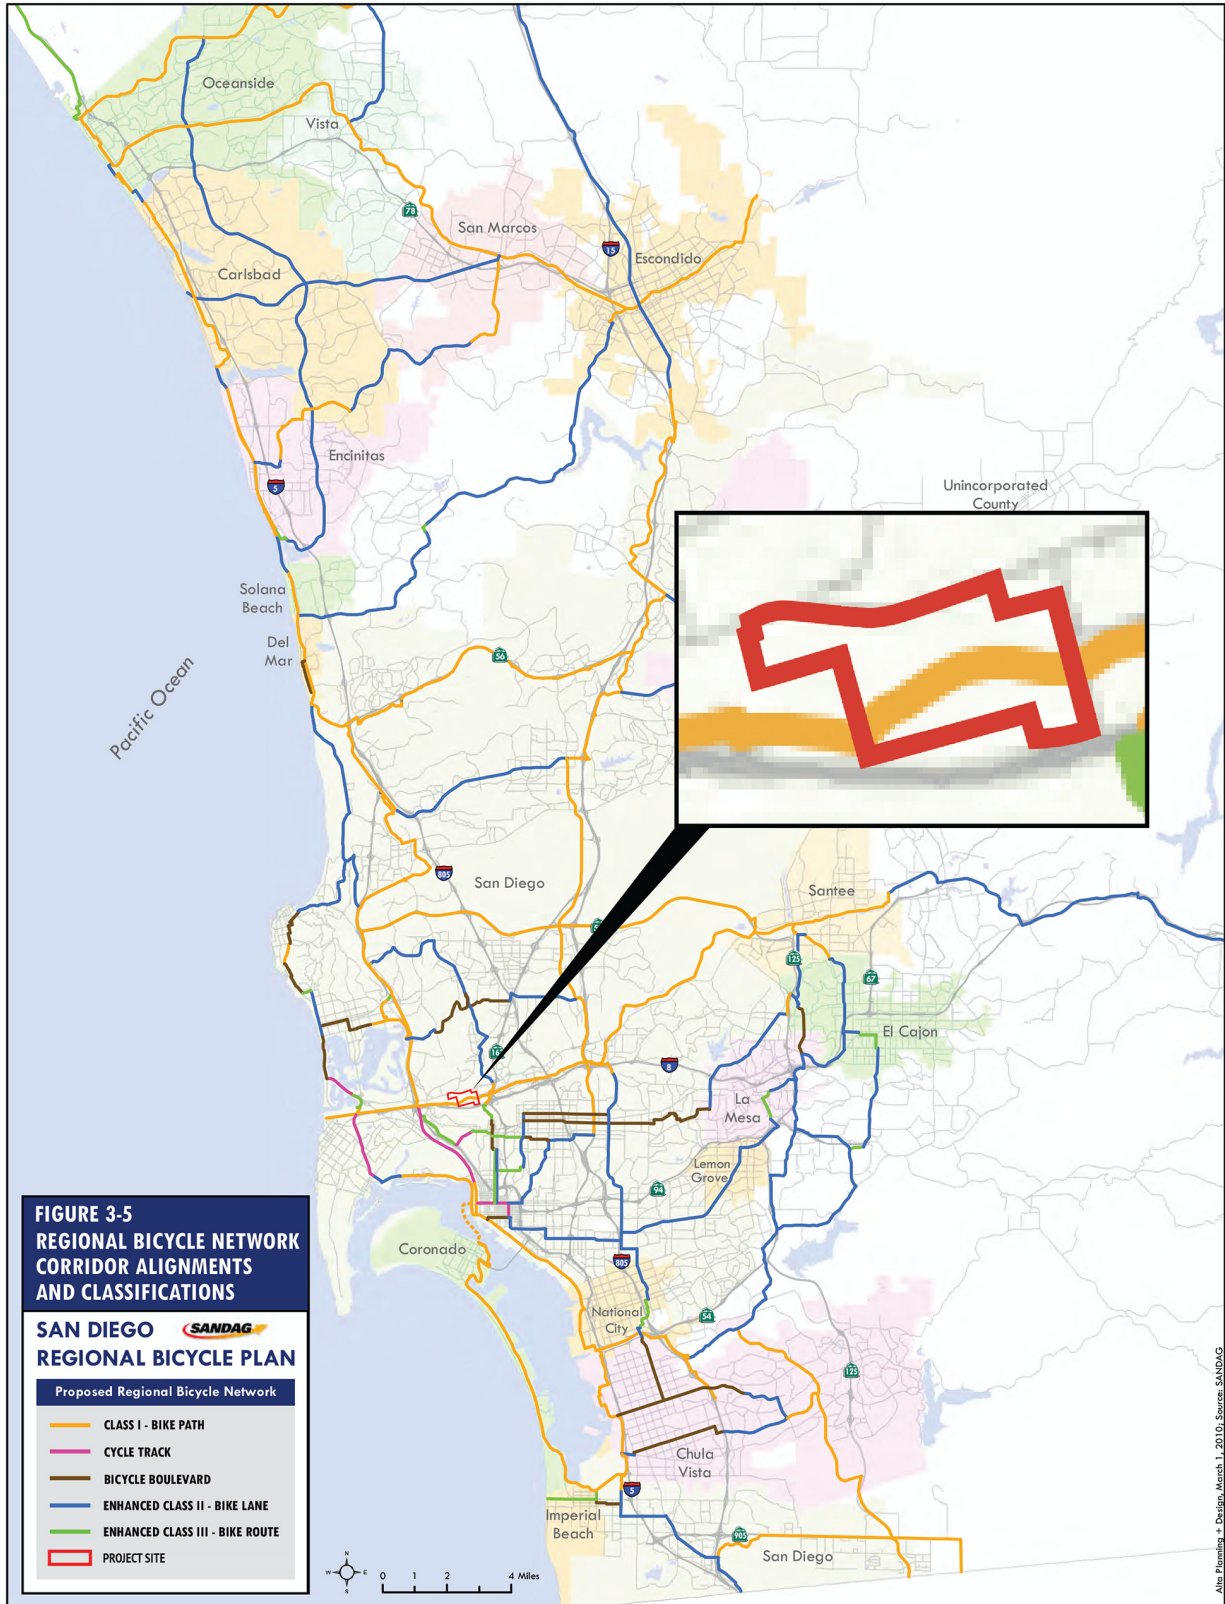 Oceanside
Vista
78
San Marcos
15
Escondido
Carlsbad
Encinitas
5
Unincorporated
County
Solana
Beach
Del
Mar
56
Pacific Ocean
805
San Diego
Santee
125
67
El Cajon
8
La
Mesa
Lemon
Grove
94
Coronado
805
National
City
54
125
Chula
Vista
5
Imperial
Beach
905
San Diego
FIGURE 3-5
REGIONAL BICYCLE NETWORK
CORRIDOR ALIGNMENTS
AND CLASSIFICATIONS
SAN DIEGO SANDAG
REGIONAL BICYCLE PLAN
Proposed Regional Bicycle Network
CLASS I - BIKE PATH
CYCLE TRACK
BICYCLE BOULEVARD
ENHANCED CLASS II - BIKE LANE
ENHANCED CLASS III - BIKE ROUTE
PROJECT SITE
N
W E
0 1 2 4 Miles
Alta Planning + Design, March 1, 2010; Source: SANDAG